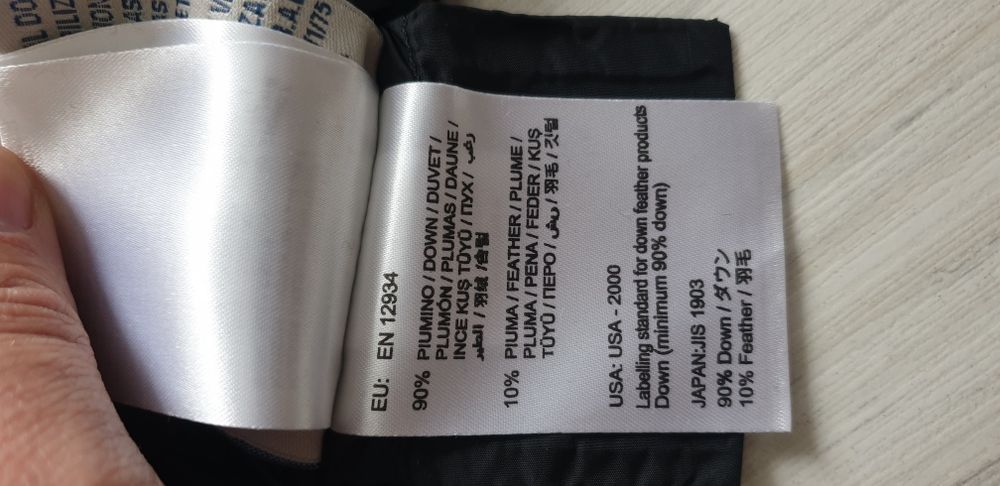 EU: EN 12934
90% PIUMINO / DOWN / DUVET /
PLUMÓN / PLUMAS / DAUNE /
INCE KUŞ TÜYÜ / ПУХ / زغب
الطير / 羽绒 / 솜털
10% PIUMA / FEATHER / PLUME /
PLUMA / PENA / FEDER / KUŞ
TÜYÜ / ПЕРО / ريش / 羽毛 / 깃털
USA: USA - 2000
Labelling standard for down feather products
Down (minimum 90% down)
JAPAN:JIS 1903
90% Down / ダウン
10% Feather / 羽毛